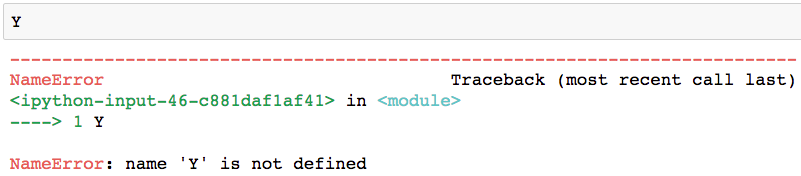 Y
---------------------------------------------------------------------------
NameError                                 Traceback (most recent call last)
<ipython-input-46-c881daf1af41> in <module>
----> 1 Y

NameError: name 'Y' is not defined